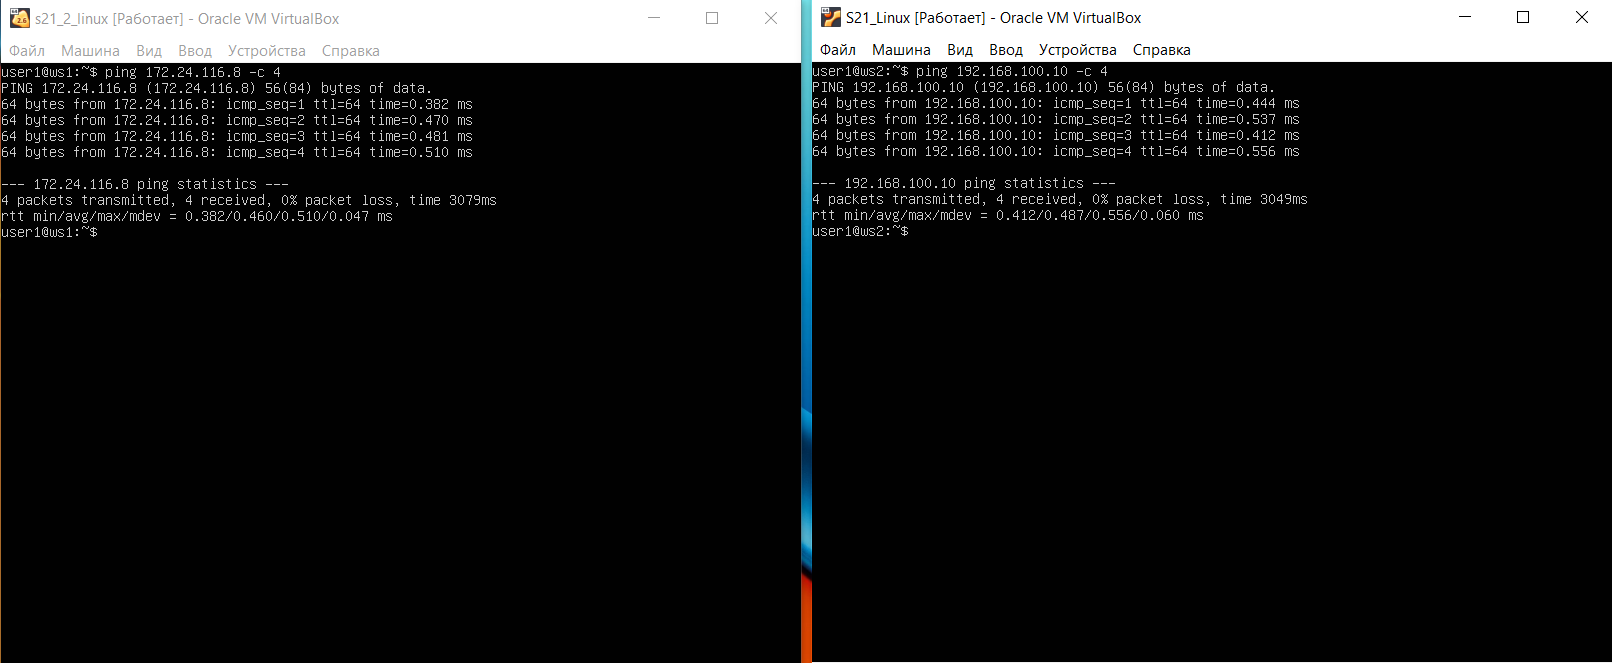 s21_2_linux [Работает] - Oracle VM VirtualBox
Файл Машина Вид Ввод Устройства Справка
user1@ws1:~$ ping 172.24.116.8 -c 4
PING 172.24.116.8 (172.24.116.8) 56(84) bytes of data.
64 bytes from 172.24.116.8: icmp_seq=1 ttl=64 time=0.382 ms
64 bytes from 172.24.116.8: icmp_seq=2 ttl=64 time=0.470 ms
64 bytes from 172.24.116.8: icmp_seq=3 ttl=64 time=0.481 ms
64 bytes from 172.24.116.8: icmp_seq=4 ttl=64 time=0.510 ms
--- 172.24.116.8 ping statistics ---
4 packets transmitted, 4 received, 0% packet loss, time 3079ms
rtt min/avg/max/mdev = 0.382/0.460/0.510/0.047 ms
user1@ws1:~$
S21_Linux [Работает] - Oracle VM VirtualBox
Файл Машина Вид Ввод Устройства Справка
user1@ws2:~$ ping 192.168.100.10 -c 4
PING 192.168.100.10 (192.168.100.10) 56(84) bytes of data.
64 bytes from 192.168.100.10: icmp_seq=1 ttl=64 time=0.444 ms
64 bytes from 192.168.100.10: icmp_seq=2 ttl=64 time=0.537 ms
64 bytes from 192.168.100.10: icmp_seq=3 ttl=64 time=0.412 ms
64 bytes from 192.168.100.10: icmp_seq=4 ttl=64 time=0.556 ms
--- 192.168.100.10 ping statistics ---
4 packets transmitted, 4 received, 0% packet loss, time 3049ms
rtt min/avg/max/mdev = 0.412/0.487/0.556/0.060 ms
user1@ws2:~$